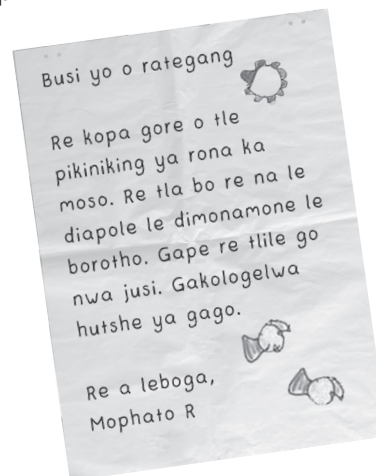 Busi yo o rategang
Re kopa gore o tle
pikiniking ya rona ka
moso. Re tla bo re na le
diapole le dimonamone le
borotho. Gape re tlile go
nwa jusi. Gakologelwa
hutshe ya gago.
Re a leboga,
Mophato R